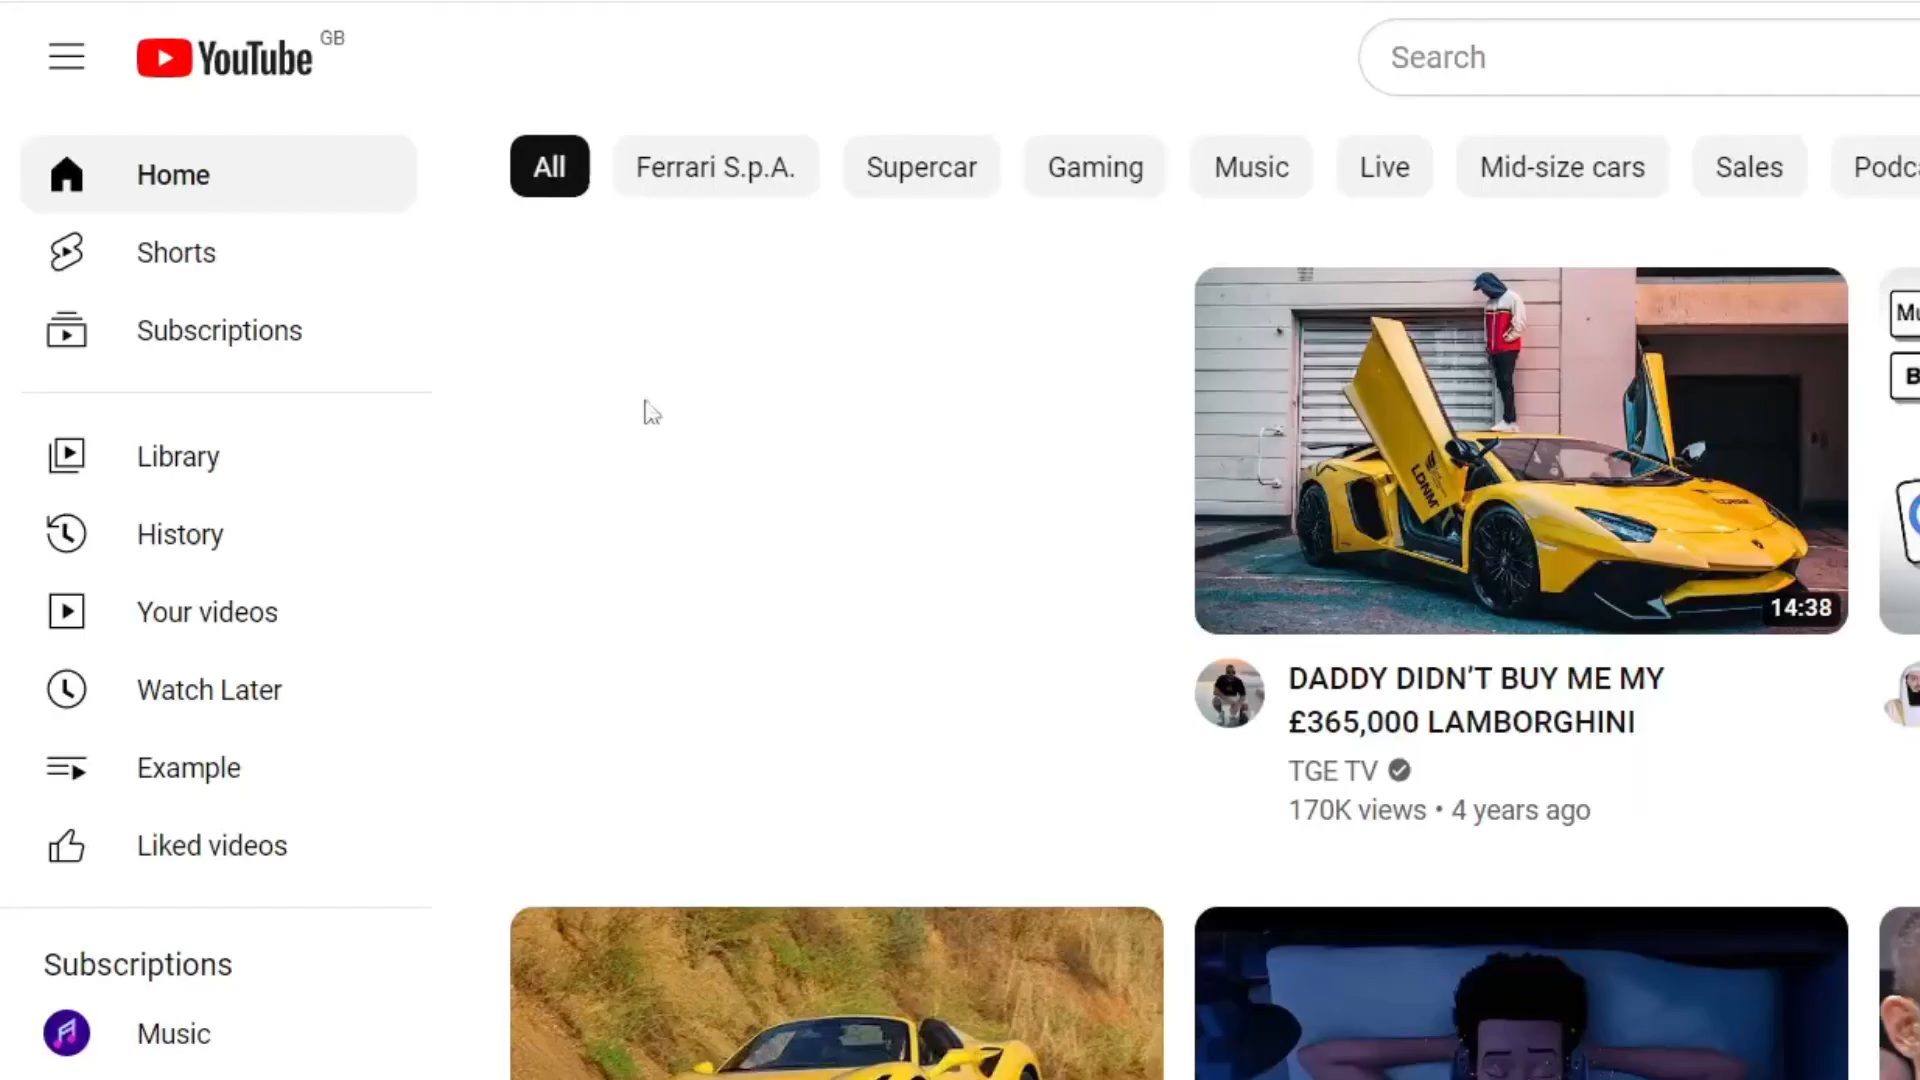 YouTube GB
Search
Home
Shorts
Subscriptions
Library
History
Your videos
Watch Later
Example
Liked videos
Subscriptions
Music
All
Ferrari S.p.A.
Supercar
Gaming
Music
Live
Mid-size cars
Sales
LDNM
14:38
DADDY DIDN’T BUY ME MY
£365,000 LAMBORGHINI
TGE TV
170K views • 4 years ago